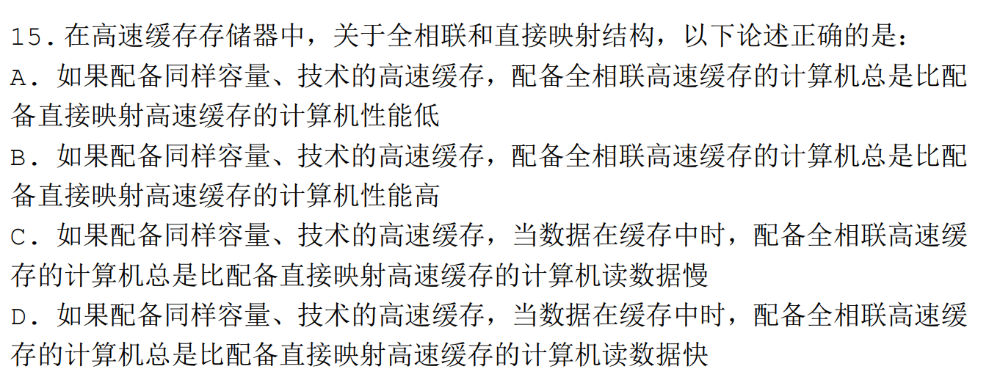 15.在高速缓存存储器中，关于全相联和直接映射结构，以下论述正确的是：
A. 如果配备同样容量、技术的高速缓存，配备全相联高速缓存的计算机总是比配
备直接映射高速缓存的计算机性能低
B. 如果配备同样容量、技术的高速缓存，配备全相联高速缓存的计算机总是比配
备直接映射高速缓存的计算机性能高
C. 如果配备同样容量、技术的高速缓存，当数据在缓存中时，配备全相联高速缓
存的计算机总是比配备直接映射高速缓存的计算机读数据慢
D. 如果配备同样容量、技术的高速缓存，当数据在缓存中时，配备全相联高速缓
存的计算机总是比配备直接映射高速缓存的计算机读数据快